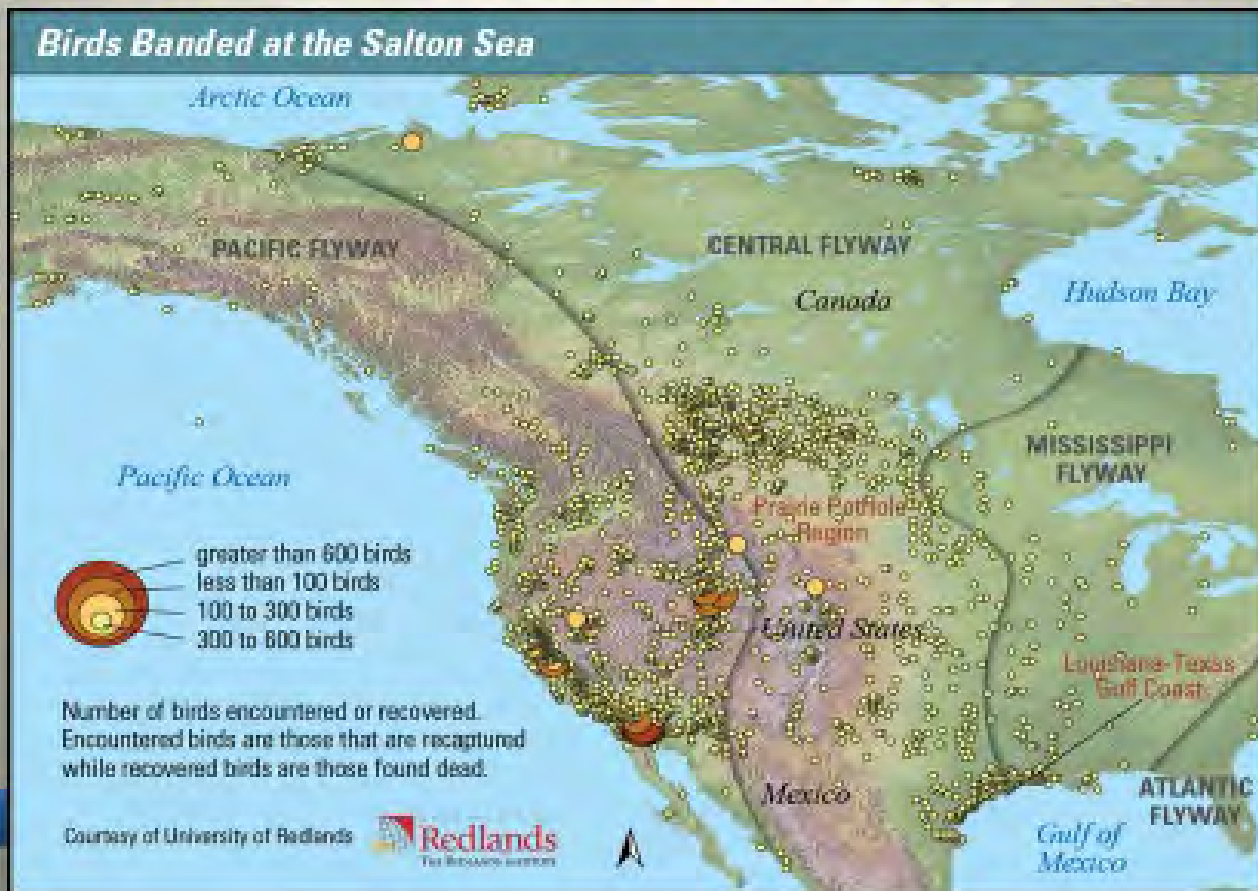 Birds Banded at the Salton Sea
Arctic Ocean
PACIFIC FLYWAY
CENTRAL FLYWAY
Canada
Hudson Bay
MISSISSIPPI
FLYWAY
Pacific Ocean
Prairie Pothole
Region
greater than 600 birds
less than 100 birds
100 to 300 birds
300 to 600 birds
United States
Louisiana-Texas
Gulf Coast
Number of birds encountered or recovered.
Encountered birds are those that are recaptured
while recovered birds are those found dead.
Mexico
ATLANTIC
FLYWAY
Courtesy of University of Redlands
Redlands
THE REDLANDS INSTITUTE
Gulf of
Mexico